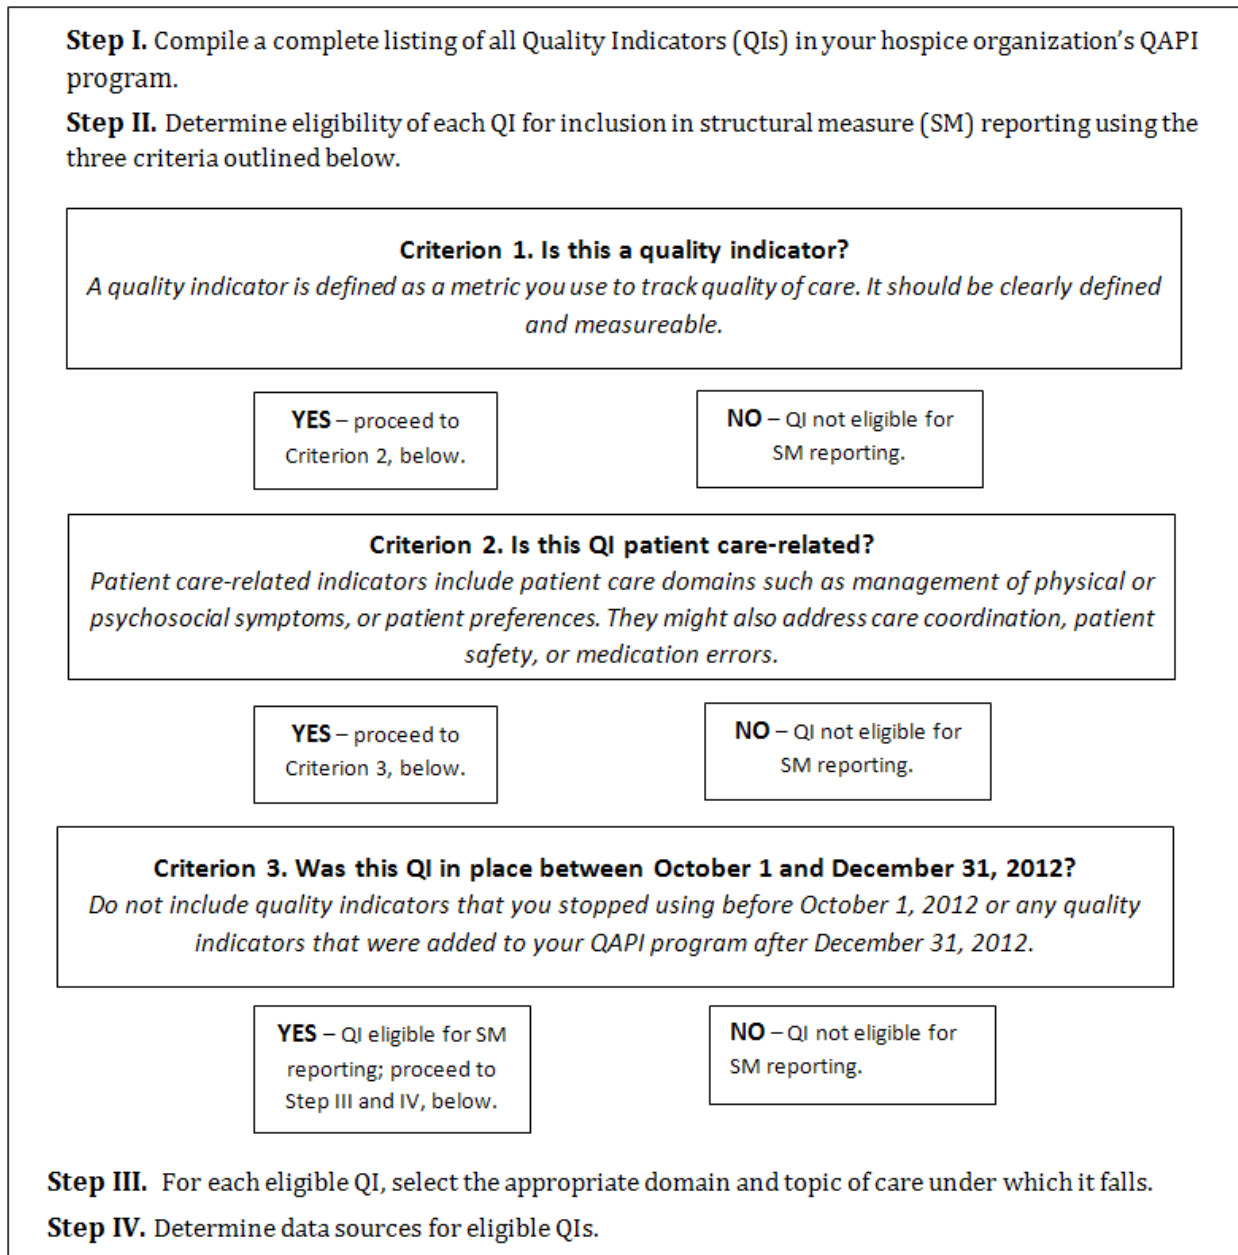 Step I. Compile a complete listing of all Quality Indicators (QIs) in your hospice organization’s QAPI
program.
Step II. Determine eligibility of each QI for inclusion in structural measure (SM) reporting using the
three criteria outlined below.
Criterion 1. Is this a quality indicator?
A quality indicator is defined as a metric you use to track quality of care. It should be clearly defined
and measureable.
YES – proceed to
Criterion 2, below.
NO – QI not eligible for
SM reporting.
Criterion 2. Is this QI patient care-related?
Patient care-related indicators include patient care domains such as management of physical or
psychosocial symptoms, or patient preferences. They might also address care coordination, patient
safety, or medication errors.
YES – proceed to
Criterion 3, below.
NO – QI not eligible for
SM reporting.
Criterion 3. Was this QI in place between October 1 and December 31, 2012?
Do not include quality indicators that you stopped using before October 1, 2012 or any quality
indicators that were added to your QAPI program after December 31, 2012.
YES – QI eligible for SM
reporting; proceed to
Step III and IV, below.
NO – QI not eligible for
SM reporting.
Step III. For each eligible QI, select the appropriate domain and topic of care under which it falls.
Step IV. Determine data sources for eligible QIs.